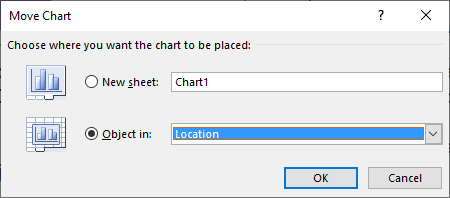 Move Chart
?
Choose where you want the chart to be placed:
New sheet: Chart1
Object in: Location
OK Cancel